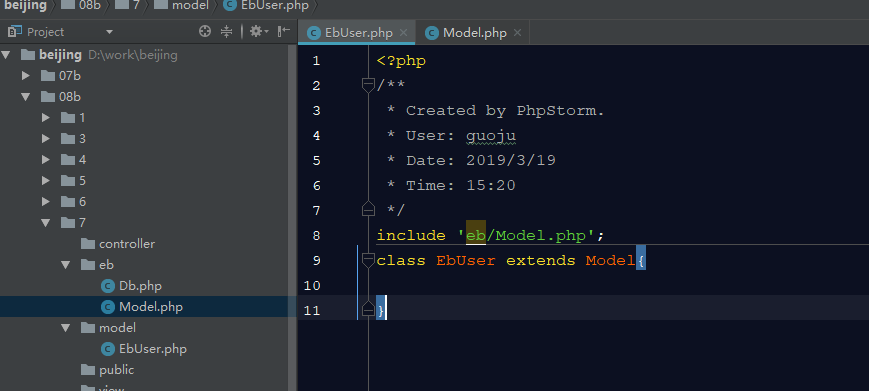 beijing 08b 7 model EbUser.php
Project
EbUser.php Model.php
beijing D:\work\beijing
07b
08b
1
3
4
5
6
7
controller
eb
Db.php
Model.php
model
EbUser.php
public
view
1 <?php
2 /**
3 * Created by PhpStorm.
4 * User: guoju
5 * Date: 2019/3/19
6 * Time: 15:20
7 */
8 include 'eb/Model.php';
9 class EbUser extends Model{
10
11 }